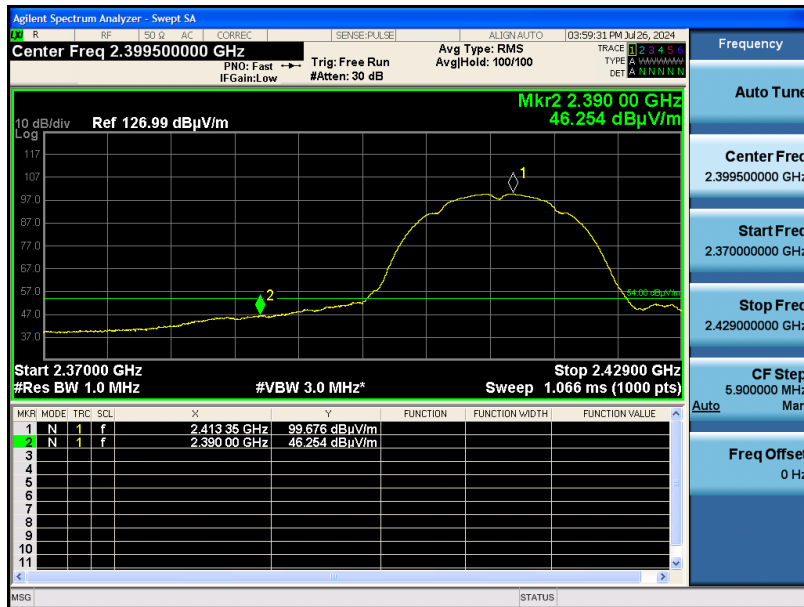 Agilent Spectrum Analyzer - Swept SA
LXI R RF 50 Ω AC CORREC SENSE:PULSE ALIGN AUTO 03:59:31 PM Jul 26, 2024
Center Freq 2.399500000 GHz
PNO: Fast
IFGain:Low
Trig: Free Run
#Atten: 30 dB
Avg Type: RMS
Avg|Hold: 100/100
TRACE 1 2 3 4 5 6
TYPE A WWWWW
DET A N N N N N
Mkr2 2.390 00 GHz
46.254 dBµV/m
10 dB/div Ref 126.99 dBµV/m
Log
117
107
97.0
87.0
77.0
67.0
57.0
47.0
37.0
1
2
54.00 dBµV/m
Start 2.37000 GHz Stop 2.42900 GHz
#Res BW 1.0 MHz #VBW 3.0 MHz* Sweep 1.066 ms (1000 pts)
MKR MODE TRC SCL X Y FUNCTION FUNCTION WIDTH FUNCTION VALUE
1 N 1 f 2.413 35 GHz 99.676 dBµV/m
2 N 1 f 2.390 00 GHz 46.254 dBµV/m
3
4
5
6
7
8
9
10
11
MSG STATUS
Frequency
Auto Tune
Center Freq
2.399500000 GHz
Start Freq
2.370000000 GHz
Stop Freq
2.429000000 GHz
CF Step
5.900000 MHz
Auto Man
Freq Offset
0 Hz